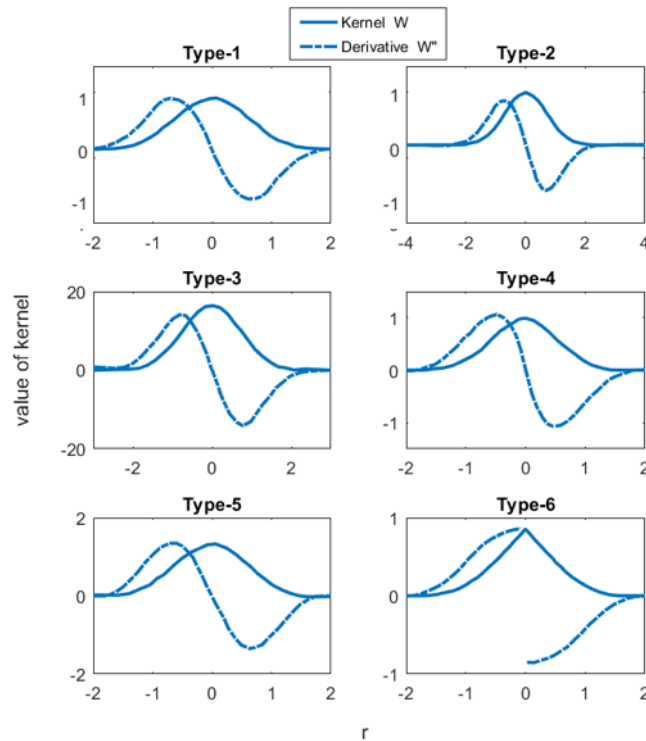 Kernel W
Derivative W"
Type-1
1
0
-1
-2 -1 0 1 2
Type-2
1
0
-1
-4 -2 0 2 4
Type-3
20
0
-20
-2 0 2
Type-4
1
0
-1
-2 -1 0 1 2
Type-5
2
0
-2
-2 -1 0 1 2
Type-6
1
0
-1
-2 -1 0 1 2
value of kernel
r